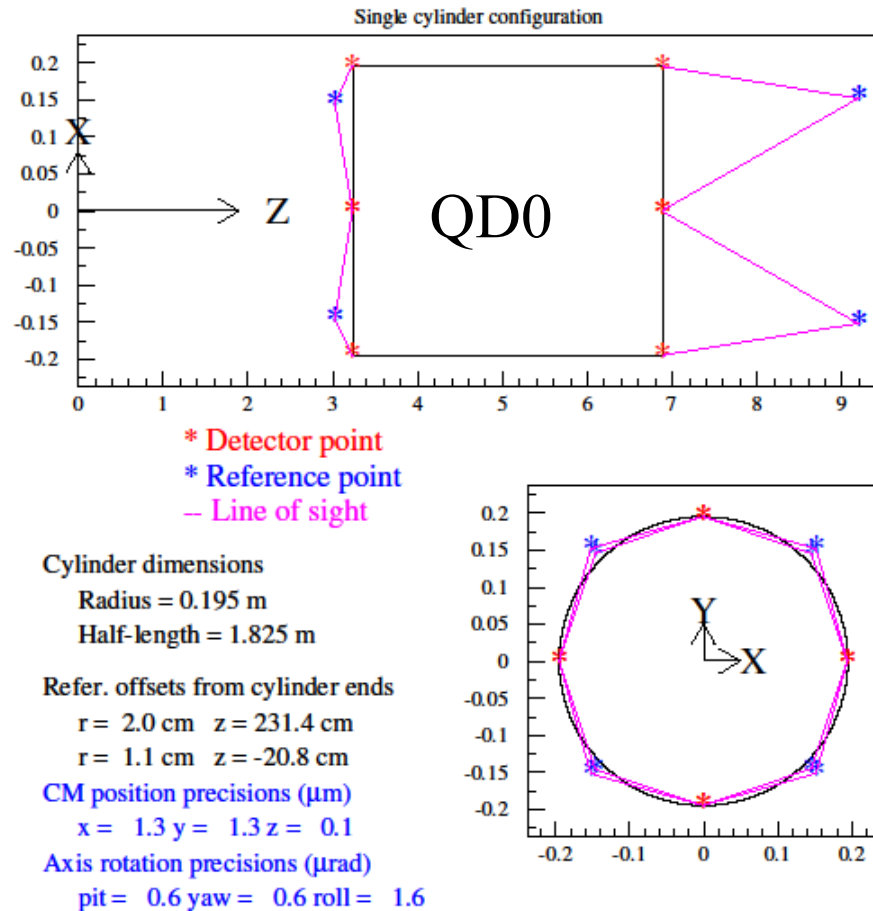 Single cylinder configuration
0.2
0.15
0.1
0.05
0
-0.05
-0.1
-0.15
-0.2
X
Z
QD0
0 1 2 3 4 5 6 7 8 9
* Detector point
* Reference point
-- Line of sight
Cylinder dimensions
Radius = 0.195 m
Half-length = 1.825 m
Refer. offsets from cylinder ends
r = 2.0 cm z = 231.4 cm
r = 1.1 cm z = -20.8 cm
CM position precisions (μm)
x = 1.3 y = 1.3 z = 0.1
Axis rotation precisions (μrad)
pit = 0.6 yaw = 0.6 roll = 1.6
0.2
0.15
0.1
0.05
0
-0.05
-0.1
-0.15
-0.2
Y
X
-0.2 -0.1 0 0.1 0.2